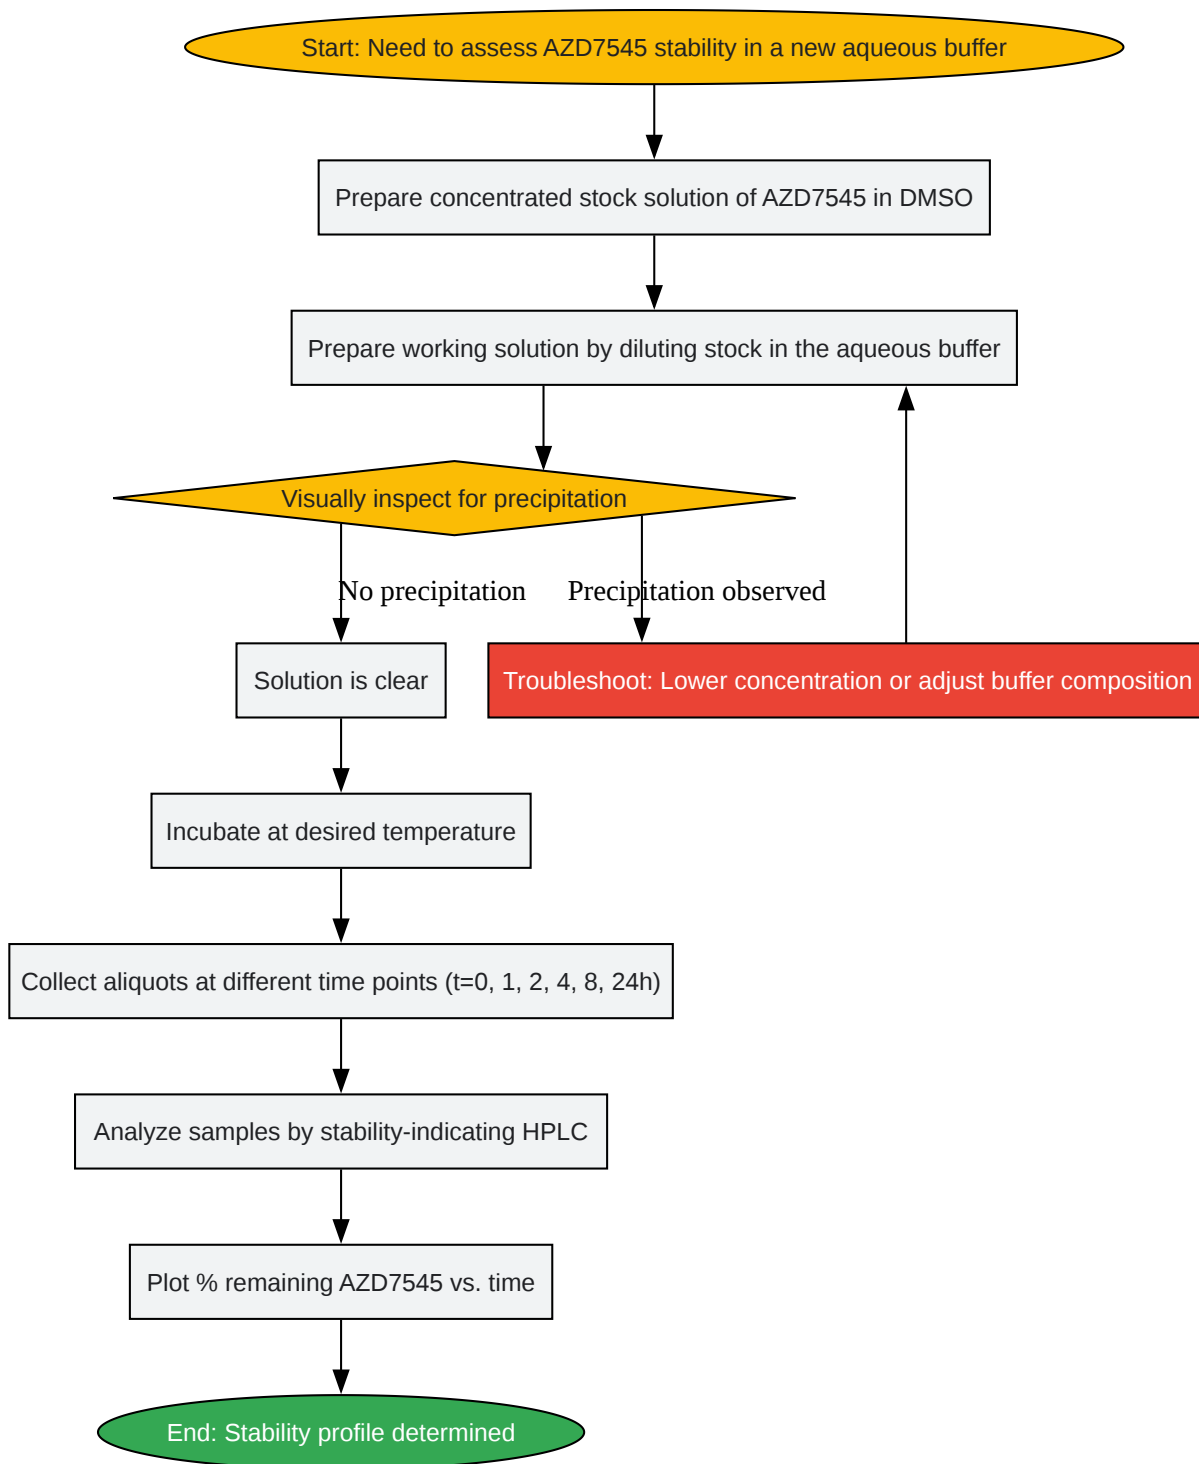 Start: Need to assess AZD7545 stability in a new aqueous buffer
Prepare concentrated stock solution of AZD7545 in DMSO
Prepare working solution by diluting stock in the aqueous buffer
Visually inspect for precipitation
No precipitation
Precipitation observed
Solution is clear
Troubleshoot: Lower concentration or adjust buffer composition
Incubate at desired temperature
Collect aliquots at different time points (t=0, 1, 2, 4, 8, 24h)
Analyze samples by stability-indicating HPLC
Plot % remaining AZD7545 vs. time
End: Stability profile determined